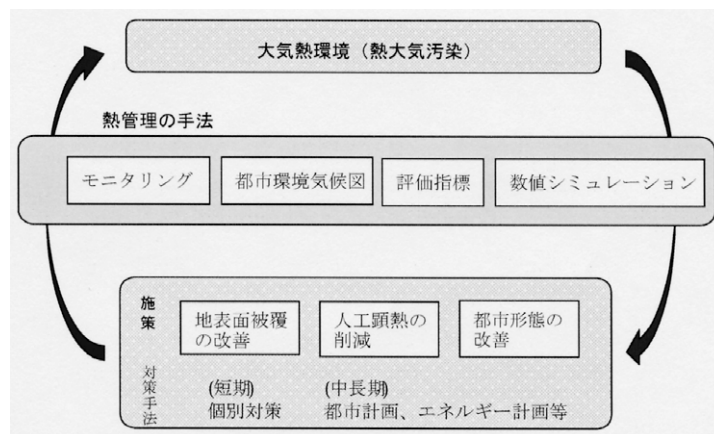 大気熱環境（熱大気汚染）
熱管理の手法
モニタリング
都市環境気候図
評価指標
数値シミュレーション
施策
地表面被覆
の改善
人工顕熱の
削減
都市形態の
改善
対策手法
(短期)
個別対策
(中長期)
都市計画、エネルギー計画等